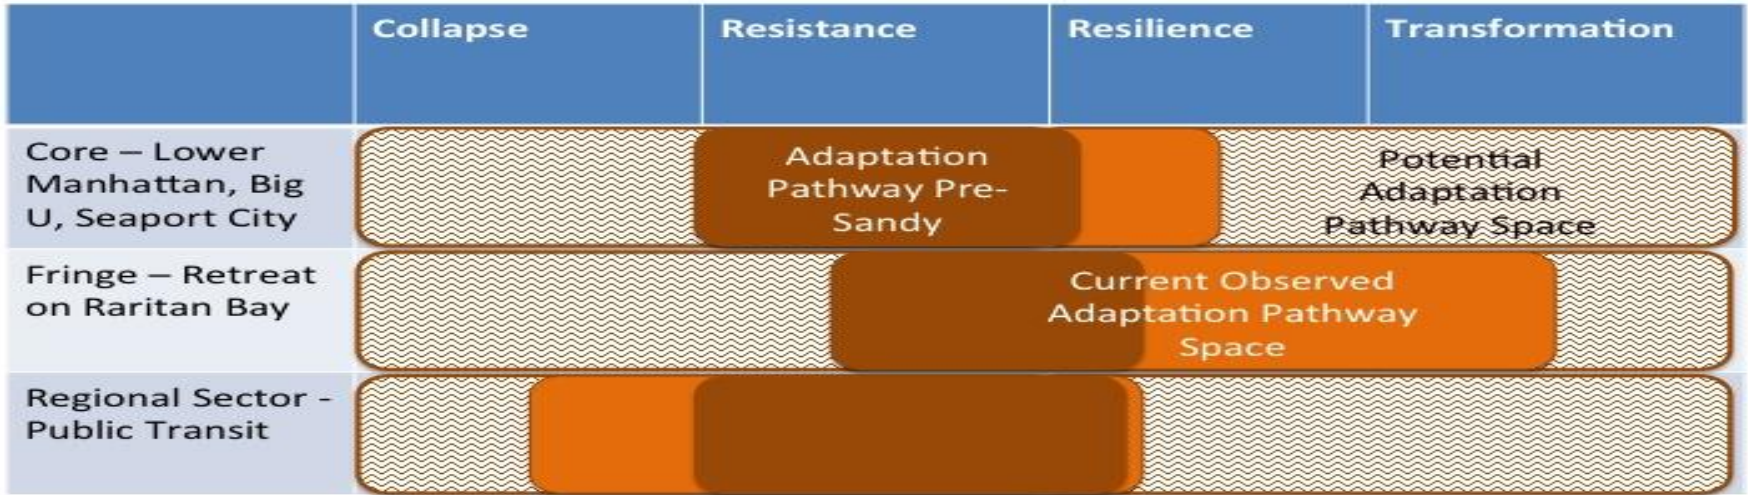 Collapse
Resistance
Resilience
Transformation
Core – Lower
Manhattan, Big
U, Seaport City
Adaptation
Pathway Pre-
Sandy
Potential
Adaptation
Pathway Space
Fringe – Retreat
on Raritan Bay
Current Observed
Adaptation Pathway
Space
Regional Sector -
Public Transit